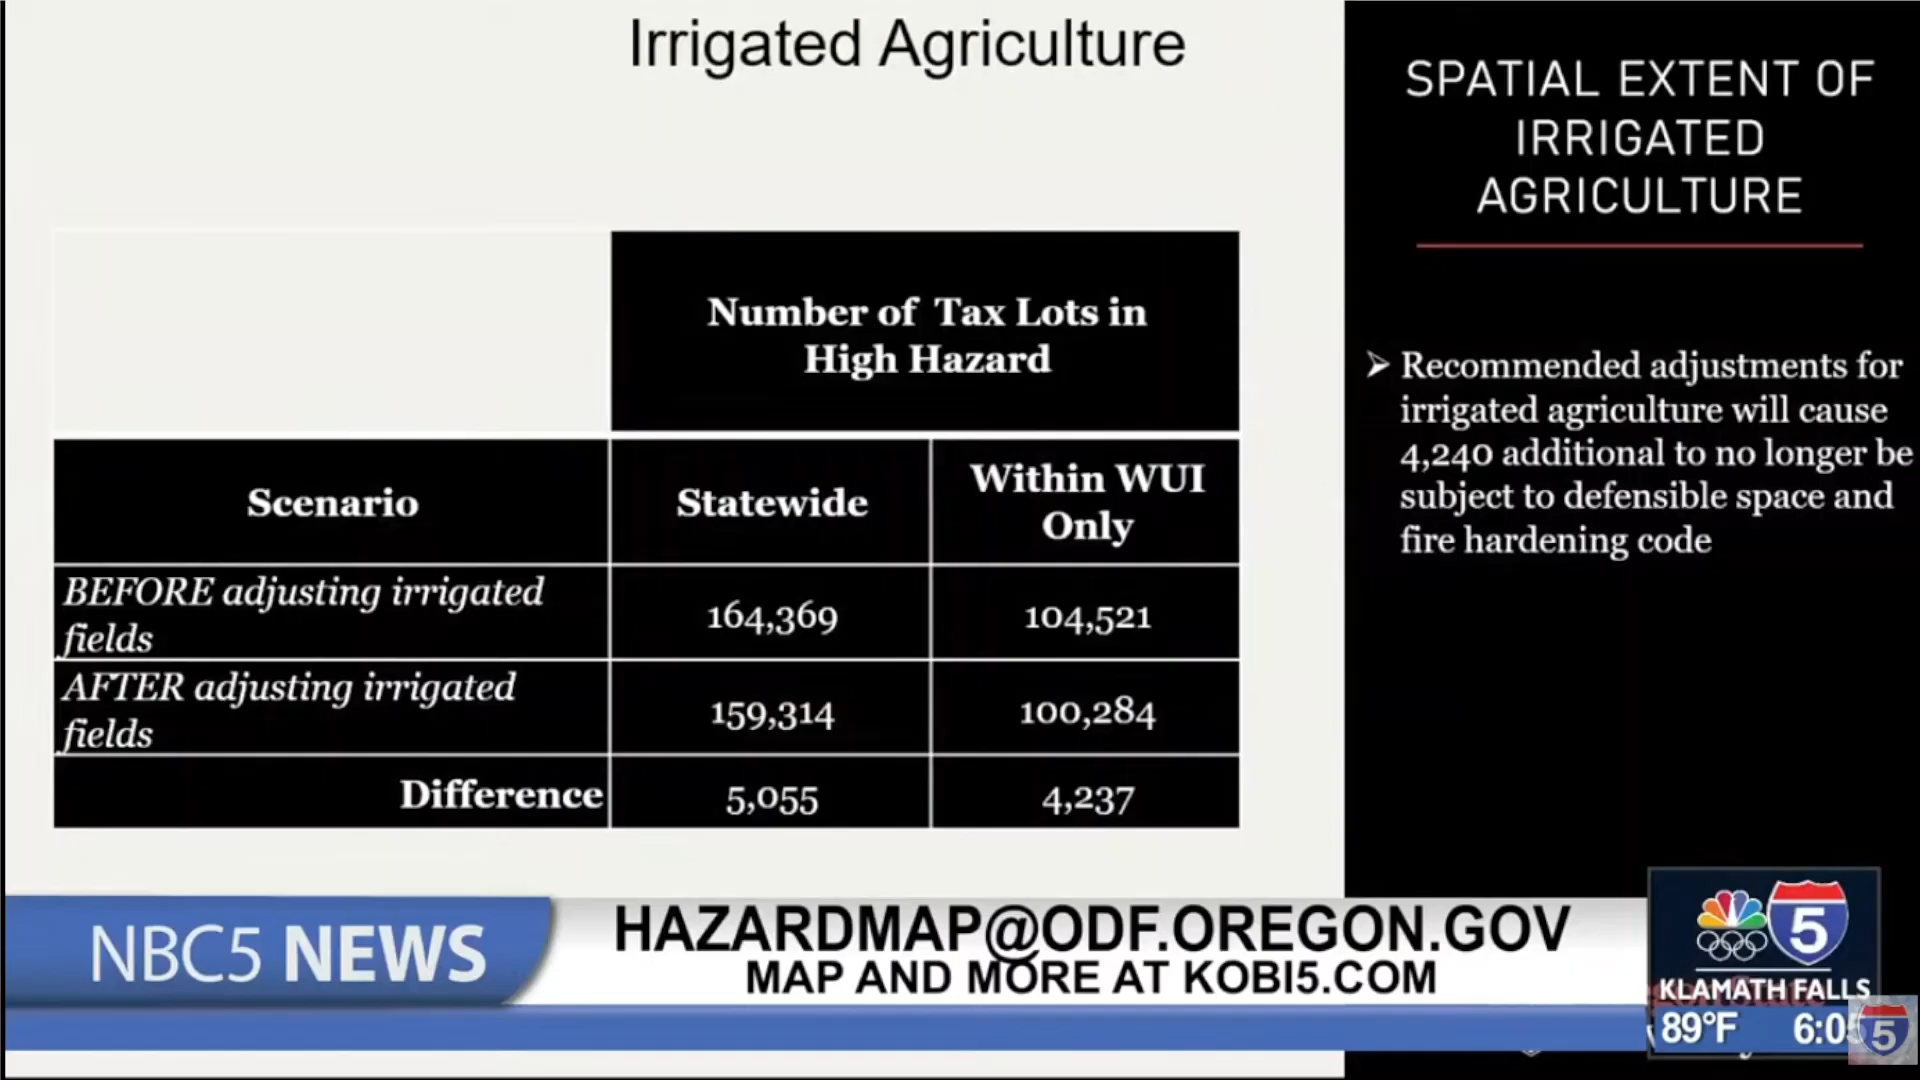 Irrigated Agriculture
Number of Tax Lots in
High Hazard
Scenario
Statewide
Within WUI
Only
BEFORE adjusting irrigated
fields
164,369
104,521
AFTER adjusting irrigated
fields
159,314
100,284
Difference
5,055
4,237
SPATIAL EXTENT OF
IRRIGATED
AGRICULTURE
➢ Recommended adjustments for
irrigated agriculture will cause
4,240 additional to no longer be
subject to defensible space and
fire hardening code
NBC5 NEWS
HAZARDMAP@ODF.OREGON.GOV
MAP AND MORE AT KOBI5.COM
5
KLAMATH FALLS
89°F
5